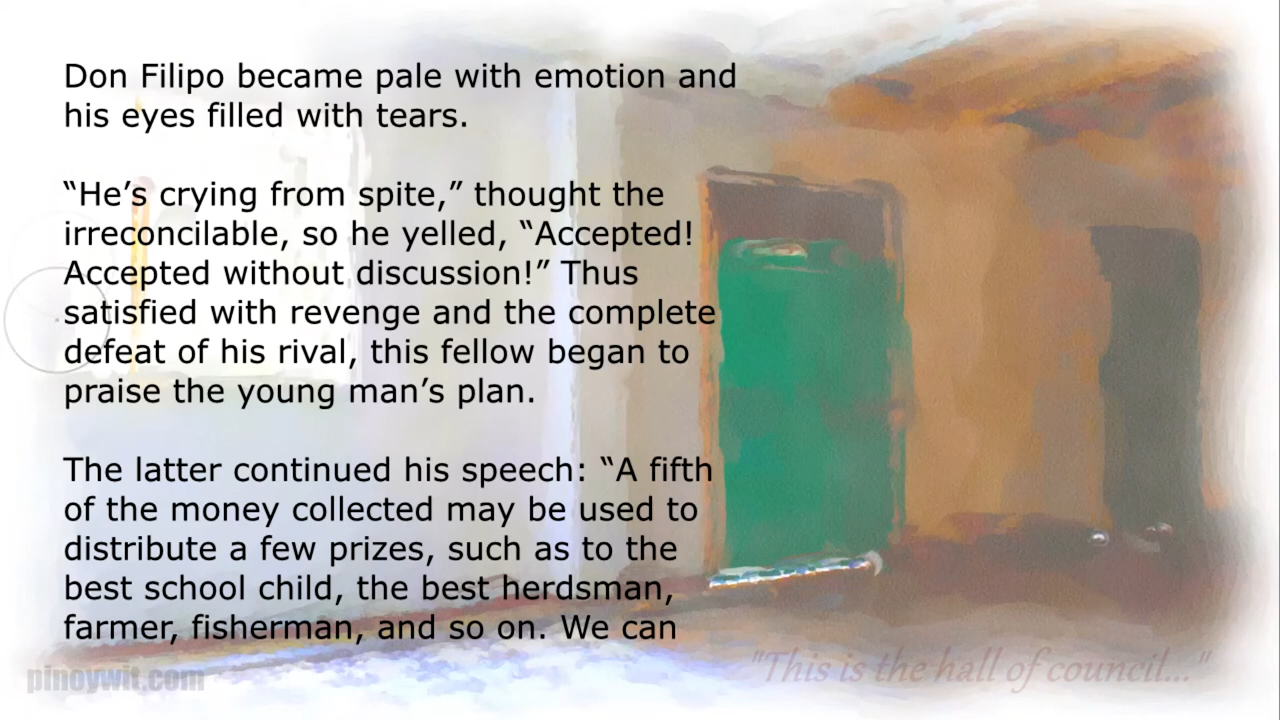 Don Filipo became pale with emotion and
his eyes filled with tears.
“He’s crying from spite,” thought the
irreconcilable, so he yelled, “Accepted!
Accepted without discussion!” Thus
satisfied with revenge and the complete
defeat of his rival, this fellow began to
praise the young man’s plan.
The latter continued his speech: “A fifth
of the money collected may be used to
distribute a few prizes, such as to the
best school child, the best herdsman,
farmer, fisherman, and so on. We can
"This is the hall of council..."
pinoywit.com